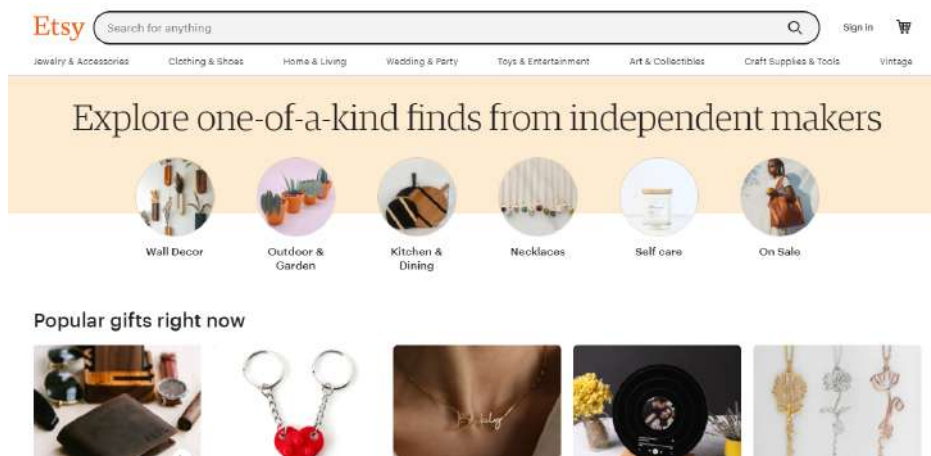 Etsy
Search for anything
Sign in
Jewelry & Accessories Clothing & Shoes Home & Living Wedding & Party Toys & Entertainment Art & Collectibles Craft Supplies & Tools Vintage
Explore one-of-a-kind finds from independent makers
Wall Decor
Outdoor &
Garden
Kitchen &
Dining
Necklaces
Self care
On Sale
Popular gifts right now